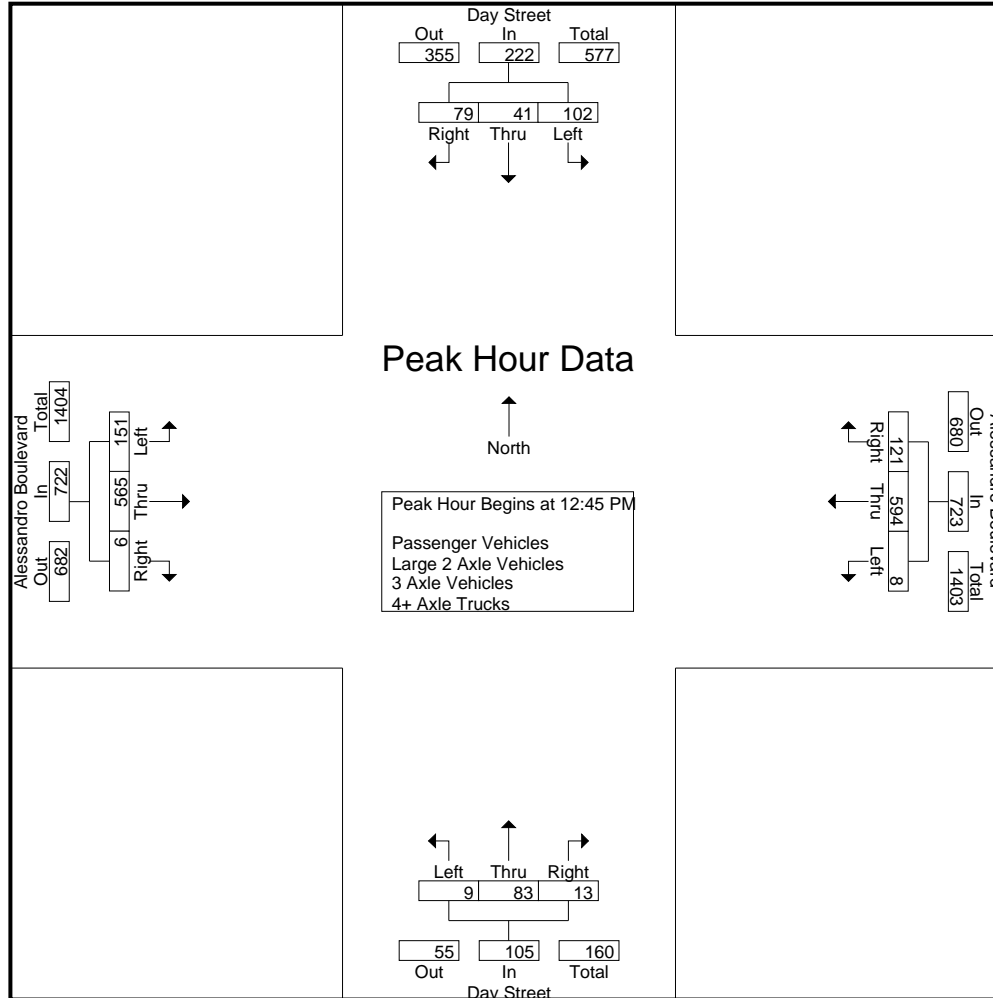 Day Street
Out In Total
355 222 577
79 41 102
Right Thru Left
Peak Hour Data
North
Peak Hour Begins at 12:45 PM
Passenger Vehicles
Large 2 Axle Vehicles
3 Axle Vehicles
4+ Axle Trucks
Alessandro Boulevard
Out In Total
682 722 1404
Left Thru Right
151 565 6
Out In Total
680 723 1403
Right Thru Left
121 594 8
Left Thru Right
9 83 13
55 105 160
Out In Total
Day Street